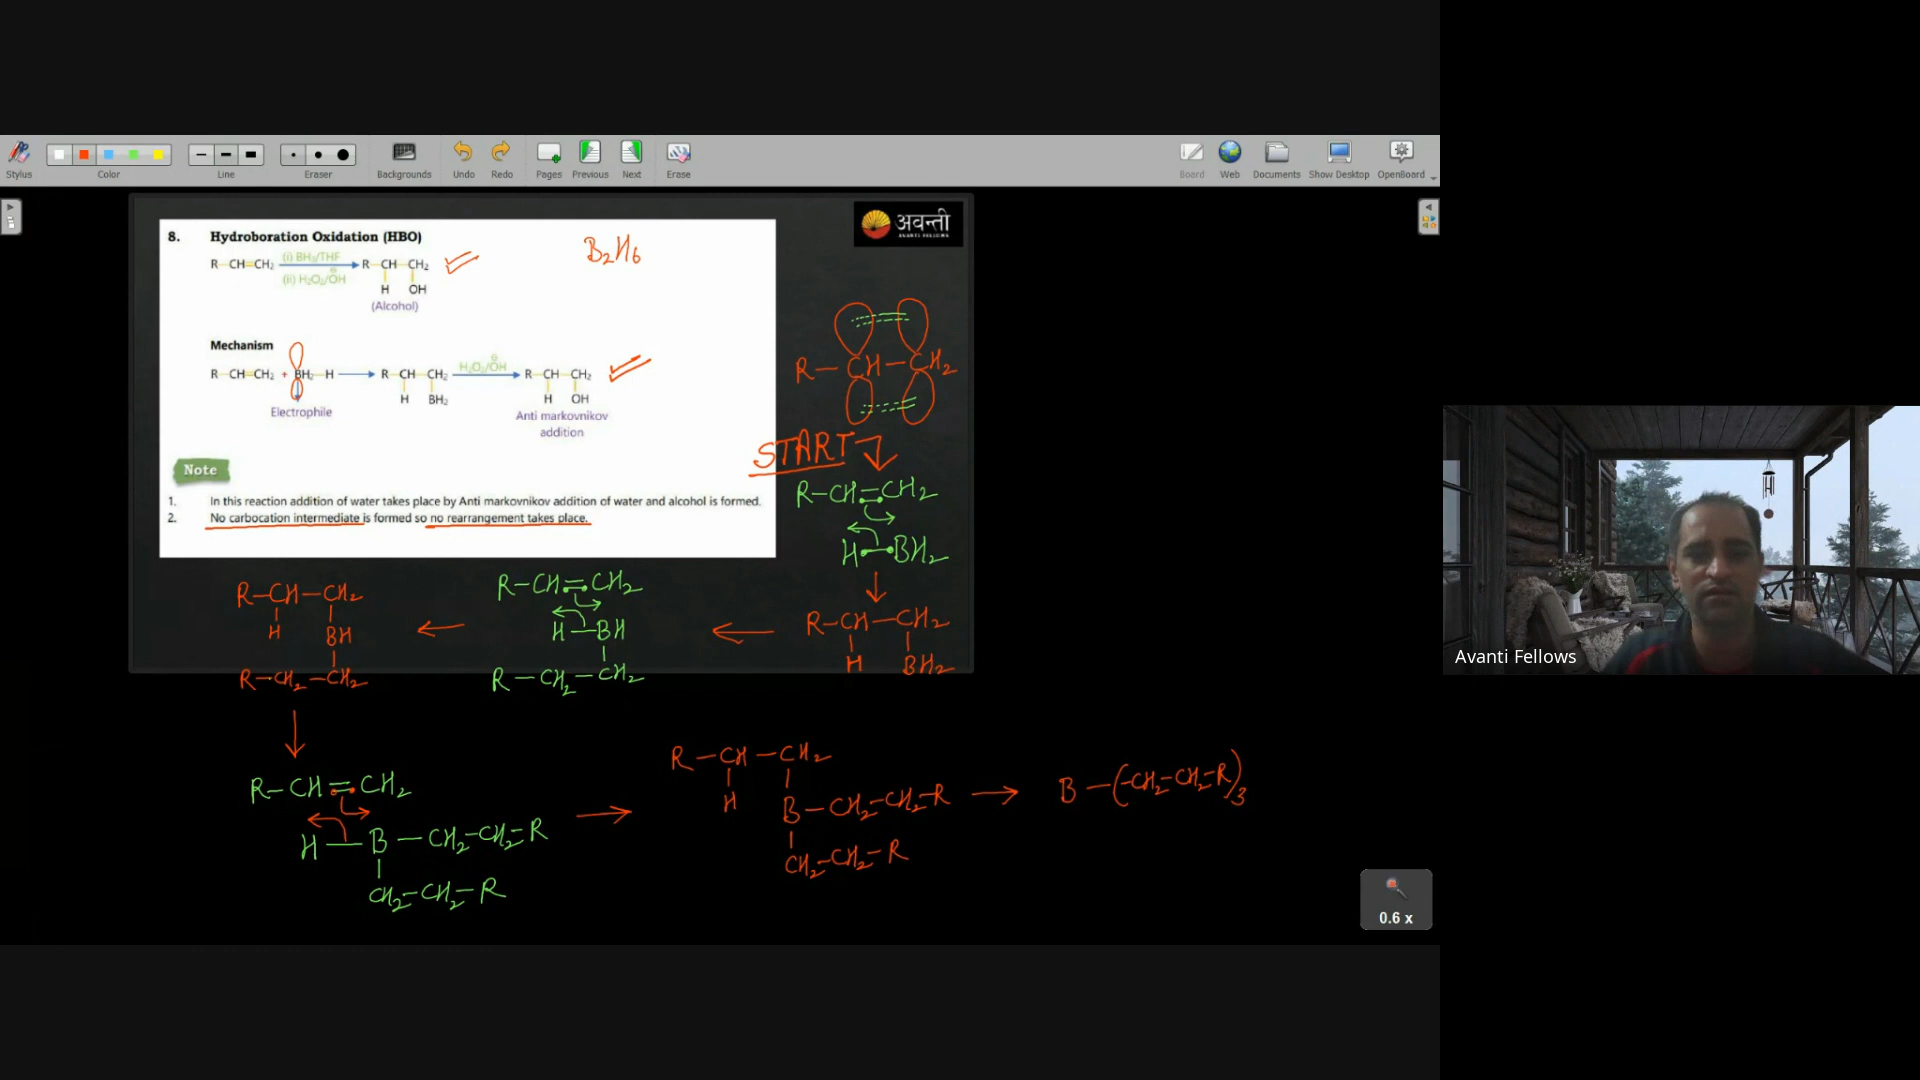 Stylus
Color
Line
Eraser
Backgrounds
Undo
Redo
Pages
Previous
Next
Erase
Board
Web
Documents
Show Desktop
OpenBoard
अवन्ती
AVANTI FELLOWS
8. Hydroboration Oxidation (HBO)
B₂H₆
(i) BH₃/THF
R–CH=CH₂ → R–CH–CH₂
(ii) H₂O₂/OH⊖
H OH
(Alcohol)
Mechanism
R–CH=CH₂ + BH₂–H → R–CH–CH₂ H₂O₂/OH⊖ → R–CH–CH₂
H BH₂ H OH
Electrophile
Anti markovnikov
addition
Note
1. In this reaction addition of water takes place by Anti markovnikov addition of water and alcohol is formed.
2. No carbocation intermediate is formed so no rearrangement takes place.
R–CH–CH₂
START
R–CH=CH₂
H–BH₂
↓
R–CH–CH₂
H BH₂
←
R–CH=CH₂
H–BH
R–CH₂–CH₂
←
R–CH–CH₂
H BH
R–CH₂–CH₂
↓
R–CH=CH₂
H–B–CH₂–CH₂–R
CH₂–CH₂–R
→
R–CH–CH₂
H B–CH₂–CH₂–R
CH₂–CH₂–R
→
B–(–CH₂–CH₂–R)₃
Avanti Fellows
0.6 x